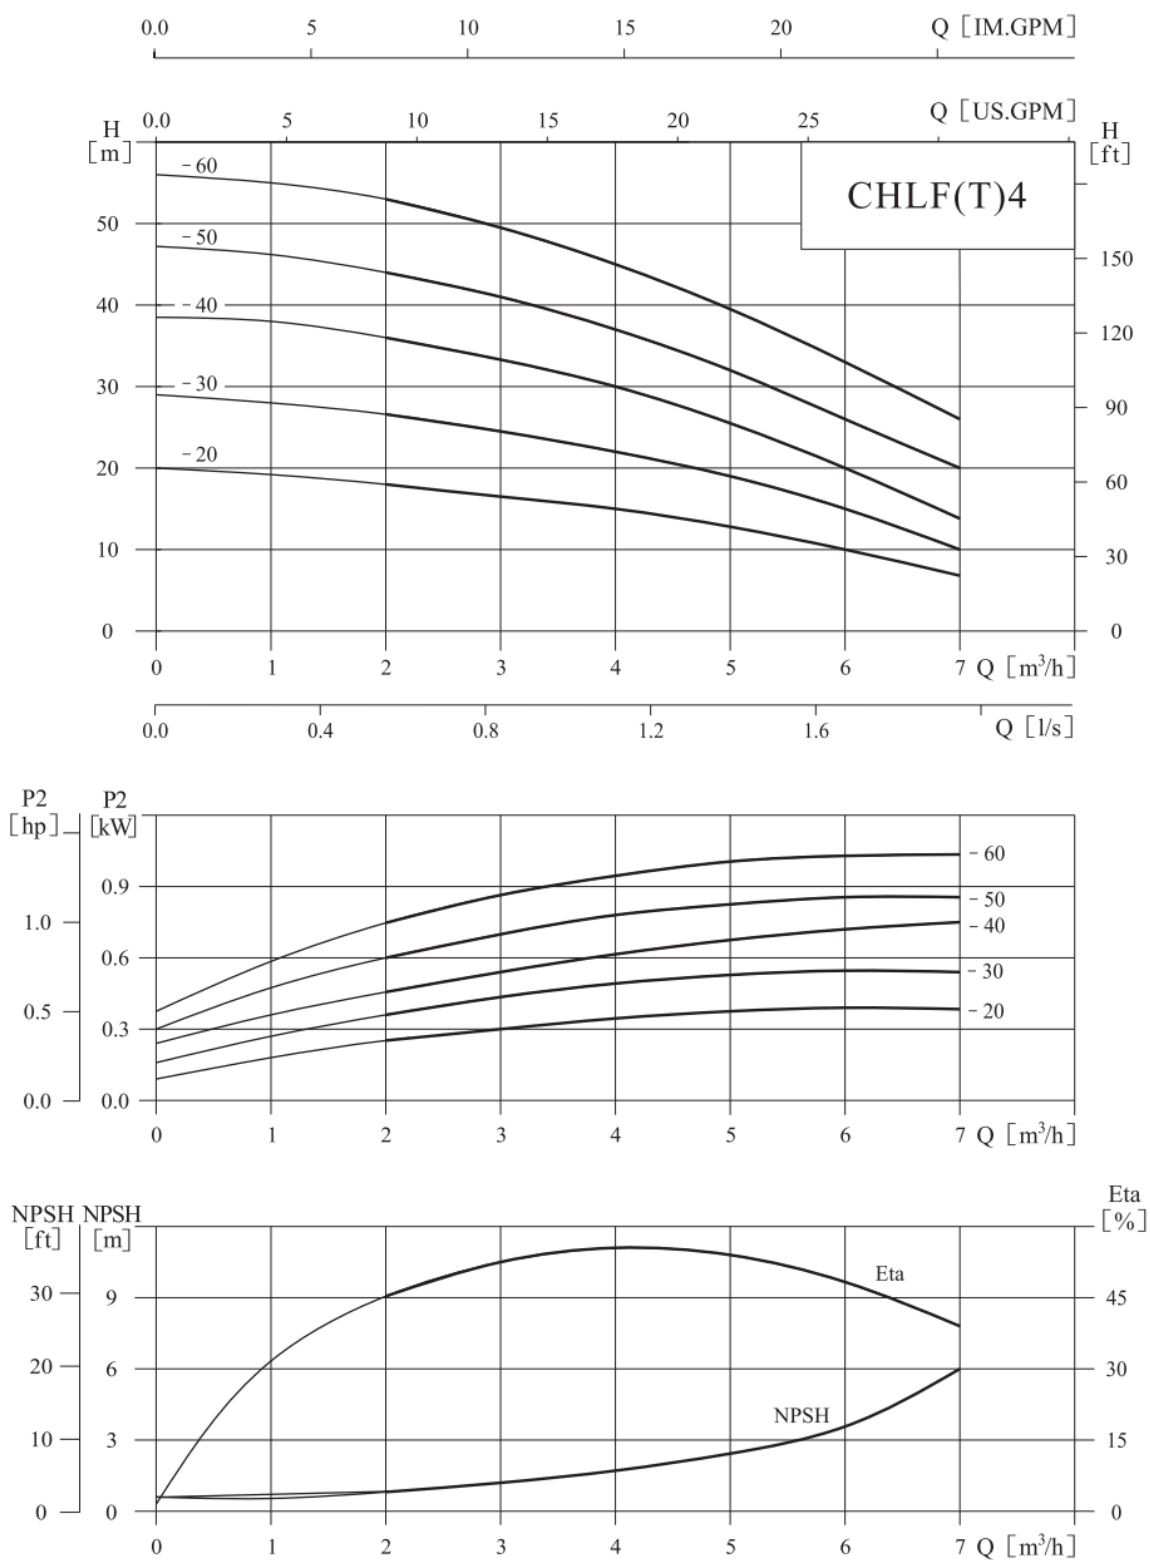 0.0 5 10 15 20 Q [IM.GPM]
0.0 5 10 15 20 25 Q [US.GPM]
H
[m]
H
[ft]
CHLF(T)4
- 60
50
- 50
150
40
- 40
120
30
- 30
90
20
- 20
60
10
30
0
0
0 1 2 3 4 5 6 7 Q [m³/h]
0.0 0.4 0.8 1.2 1.6 Q [l/s]
P2
[hp]
P2
[kW]
- 60
0.9
- 50
1.0
- 40
0.6
- 30
0.5
- 20
0.3
0.0
0.0
0 1 2 3 4 5 6 7 Q [m³/h]
NPSH
[ft]
NPSH
[m]
Eta
[%]
Eta
30
9
45
20
6
30
NPSH
10
3
15
0
0
0
0 1 2 3 4 5 6 7 Q [m³/h]